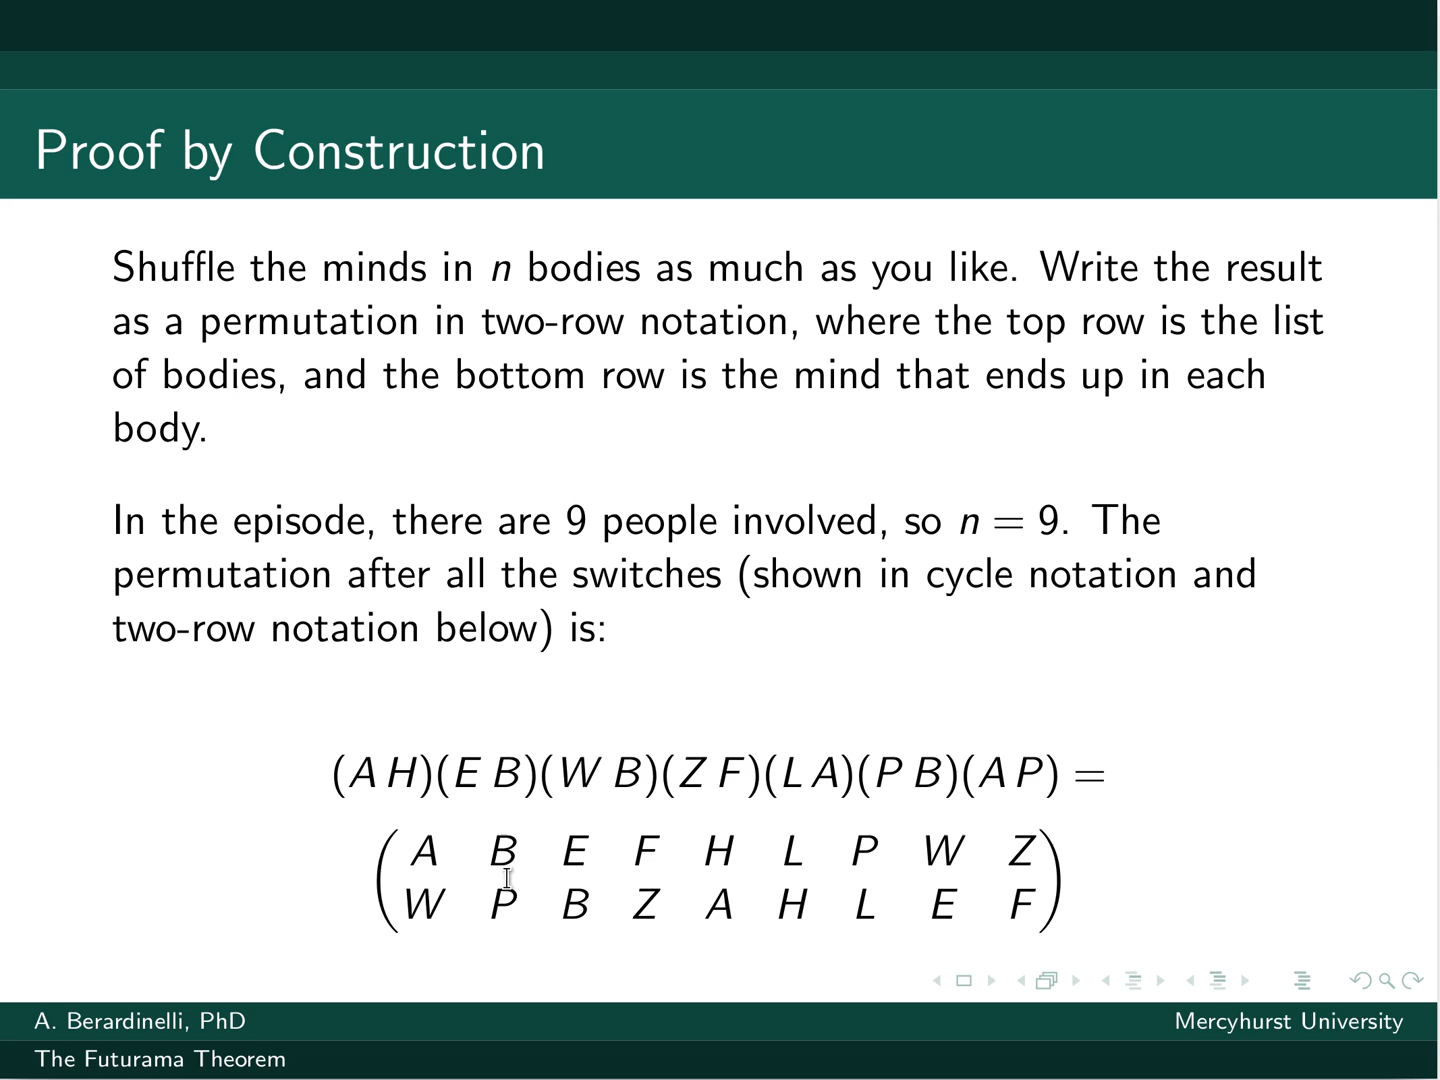 Proof by Construction
Shuffle the minds in n bodies as much as you like. Write the result
as a permutation in two-row notation, where the top row is the list
of bodies, and the bottom row is the mind that ends up in each
body.
In the episode, there are 9 people involved, so n = 9. The
permutation after all the switches (shown in cycle notation and
two-row notation below) is:
(A H)(E B)(W B)(Z F)(L A)(P B)(A P) =
(A B E F H L P W Z)
(W P B Z A H L E F)
A. Berardinelli, PhD
Mercyhurst University
The Futurama Theorem